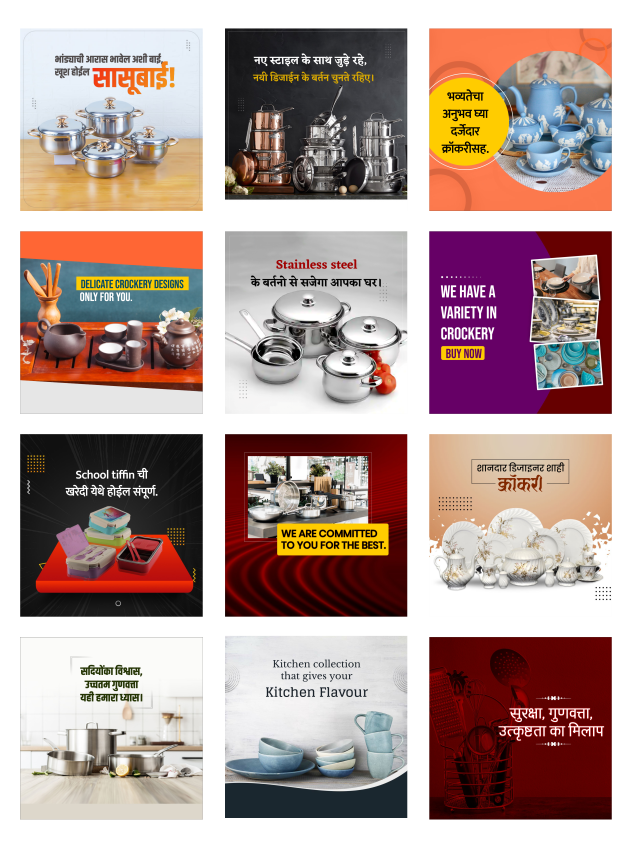 भांड्याची आरास भावेल अशी बाई,
खूश होईल सासूबाई!
नए स्टाइल के साथ जुड़े रहे,
नयी डिजाईन के बर्तन चुनते रहिए।
भव्यतेचा
अनुभव घ्या
दर्जेदार
क्रॉकरीसह.
DELICATE CROCKERY DESIGNS
ONLY FOR YOU.
Stainless steel
के बर्तनो से सजेगा आपका घर।
WE HAVE A
VARIETY IN
CROCKERY
BUY NOW
School tiffin ची
खरेदी येथे होईल संपूर्ण.
WE ARE COMMITTED
TO YOU FOR THE BEST.
शानदार डिजाइनर शाही
क्रॉकरी
सदियोंका विश्वास,
उच्चतम गुणवत्ता
यही हमारा ध्यास।
Kitchen collection
that gives your
Kitchen Flavour
सुरक्षा, गुणवत्ता,
उत्कृष्टता का मिलाप